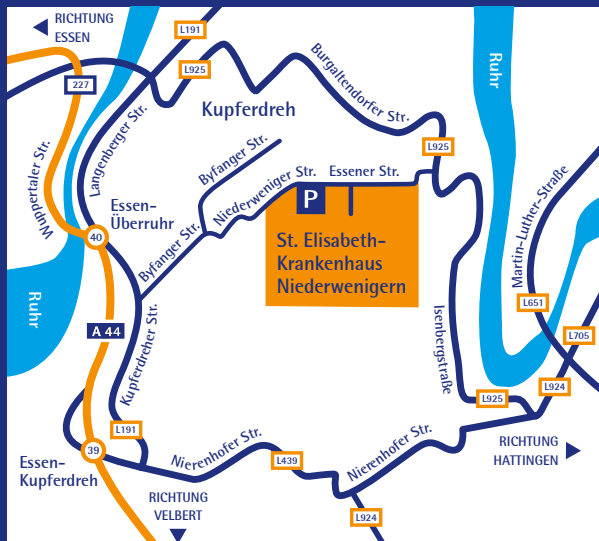 RICHTUNG
ESSEN
L191
227
L925
Burgaltendorfer Str.
Ruhr
Kupferdreh
Langenberger Str.
Wuppertaler Str.
Byfanger Str.
L925
Niederweniger Str.
Essener Str.
P
Martin-Luther-Straße
Essen-
Überruhr
40
Byfanger Str.
St. Elisabeth-
Krankenhaus
Niederwenigern
Ruhr
A 44
Kupferdreher Str.
Isenbergstraße
L651
L705
L924
L925
L191
39
Essen-
Kupferdreh
Nierenhofer Str.
L439
Nierenhofer Str.
RICHTUNG
HATTINGEN
RICHTUNG
VELBERT
L924